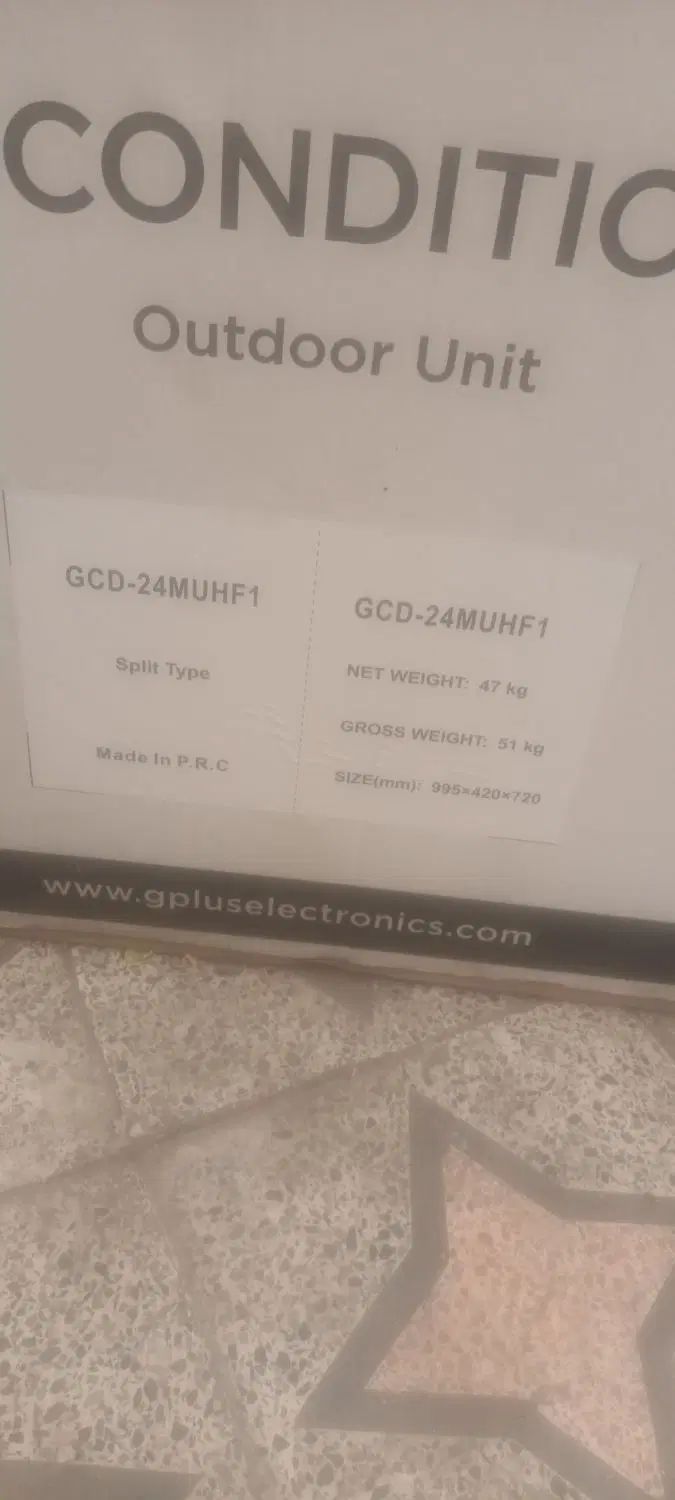 CONDITIO
Outdoor Unit
GCD-24MUHF1
Split Type
Made In P.R.C
GCD-24MUHF1
NET WEIGHT: 47 kg
GROSS WEIGHT: 51 kg
SIZE(mm): 995×420×720
www.gpluselectronics.com